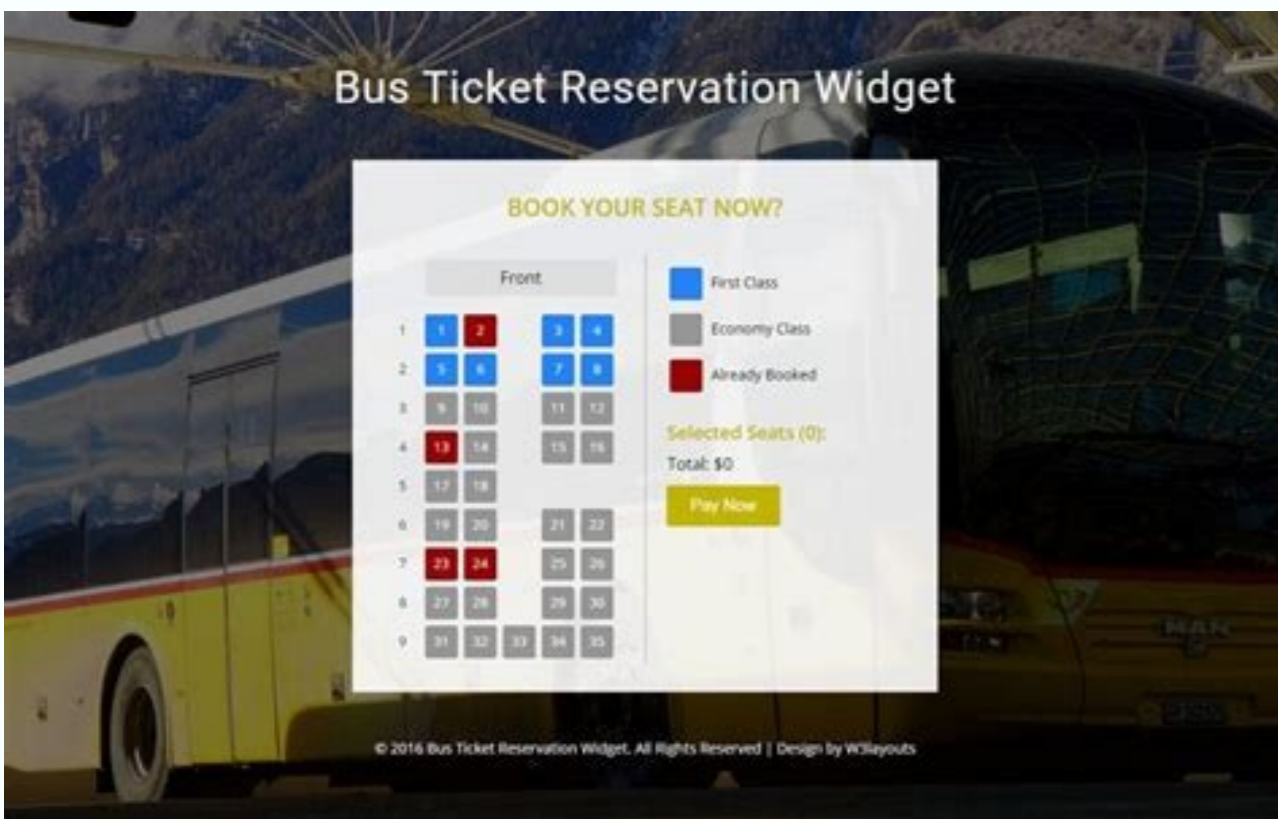 Bus Ticket Reservation Widget
BOOK YOUR SEAT NOW?
Front
1 1 2 3 4
2 5 6 7 8
3 9 10 11 12
4 13 14 15 16
5 17 18
6 19 20 21 22
7 23 24 25 26
8 27 28 29 30
9 31 32 33 34 35
First Class
Economy Class
Already Booked
Selected Seats (0):
Total: $0
Pay Now
MAN
© 2016 Bus Ticket Reservation Widget. All Rights Reserved | Design by W3layouts